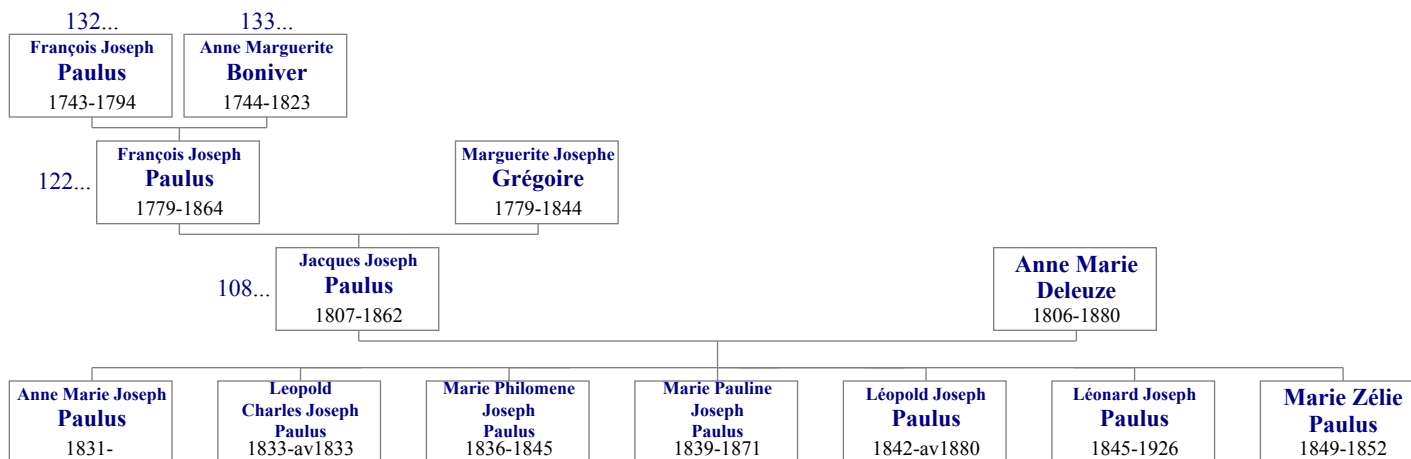 132... 133...
François Joseph
Paulus
1743-1794
Anne Marguerite
Boniver
1744-1823
122...
François Joseph
Paulus
1779-1864
Marguerite Josephe
Grégoire
1779-1844
108...
Jacques Joseph
Paulus
1807-1862
Anne Marie
Deleuze
1806-1880
Anne Marie Joseph
Paulus
1831-
Leopold
Charles Joseph
Paulus
1833-av1833
Marie Philomene
Joseph
Paulus
1836-1845
Marie Pauline
Joseph
Paulus
1839-1871
Léopold Joseph
Paulus
1842-av1880
Léonard Joseph
Paulus
1845-1926
Marie Zélie
Paulus
1849-1852